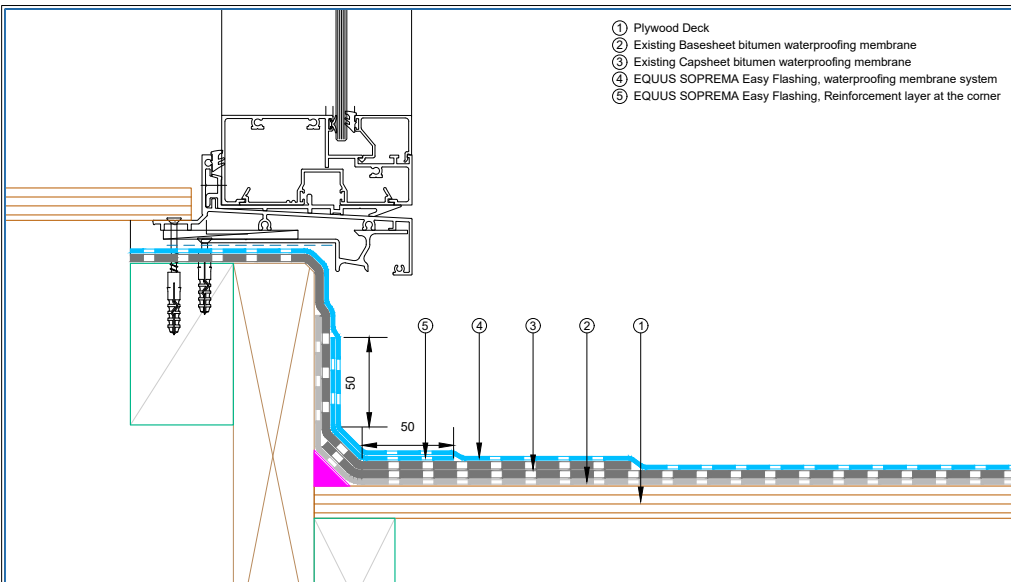 ① Plywood Deck
② Existing Basesheet bitumen waterproofing membrane
③ Existing Capsheet bitumen waterproofing membrane
④ EQUUS SOPREMA Easy Flashing, waterproofing membrane system
⑤ EQUUS SOPREMA Easy Flashing, Reinforcement layer at the corner
⑤ ④ ③ ② ①
50
50